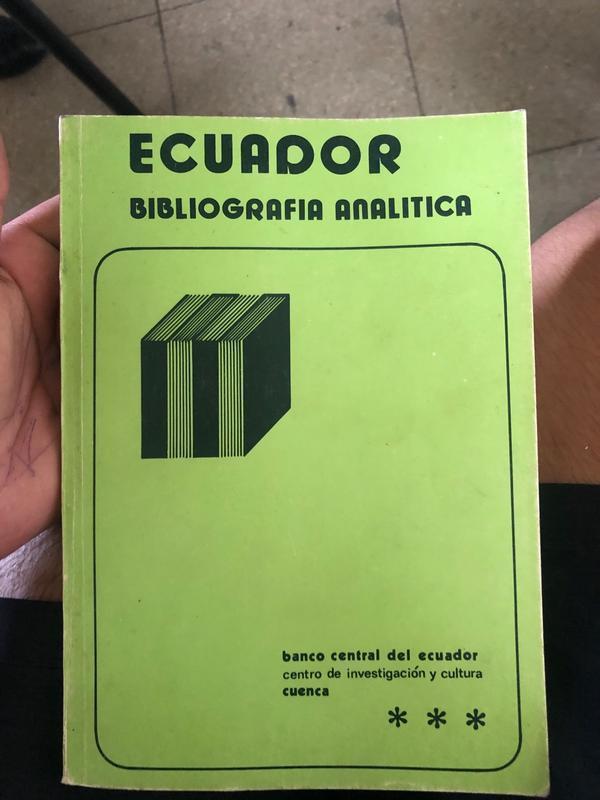 ECUADOR
BIBLIOGRAFIA ANALITICA
banco central del ecuador
centro de investigación y cultura
cuenca
* * *